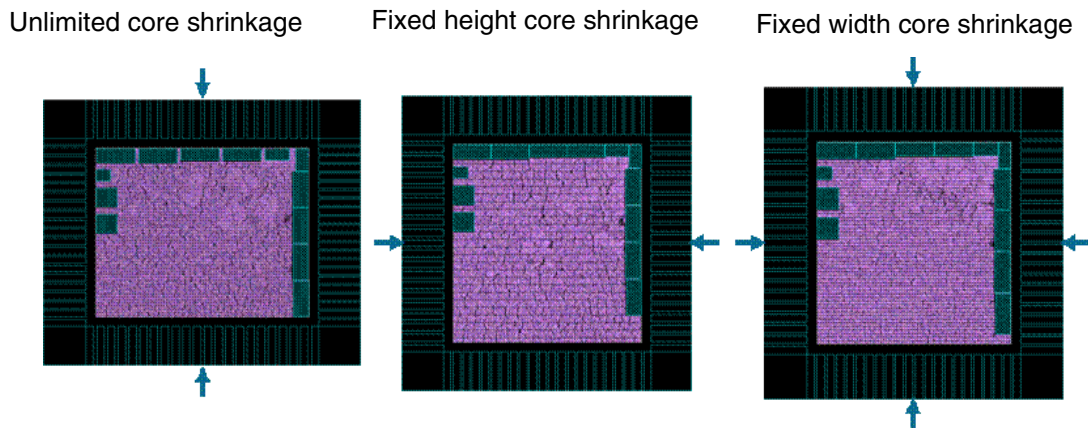 Unlimited core shrinkage
Fixed height core shrinkage
Fixed width core shrinkage